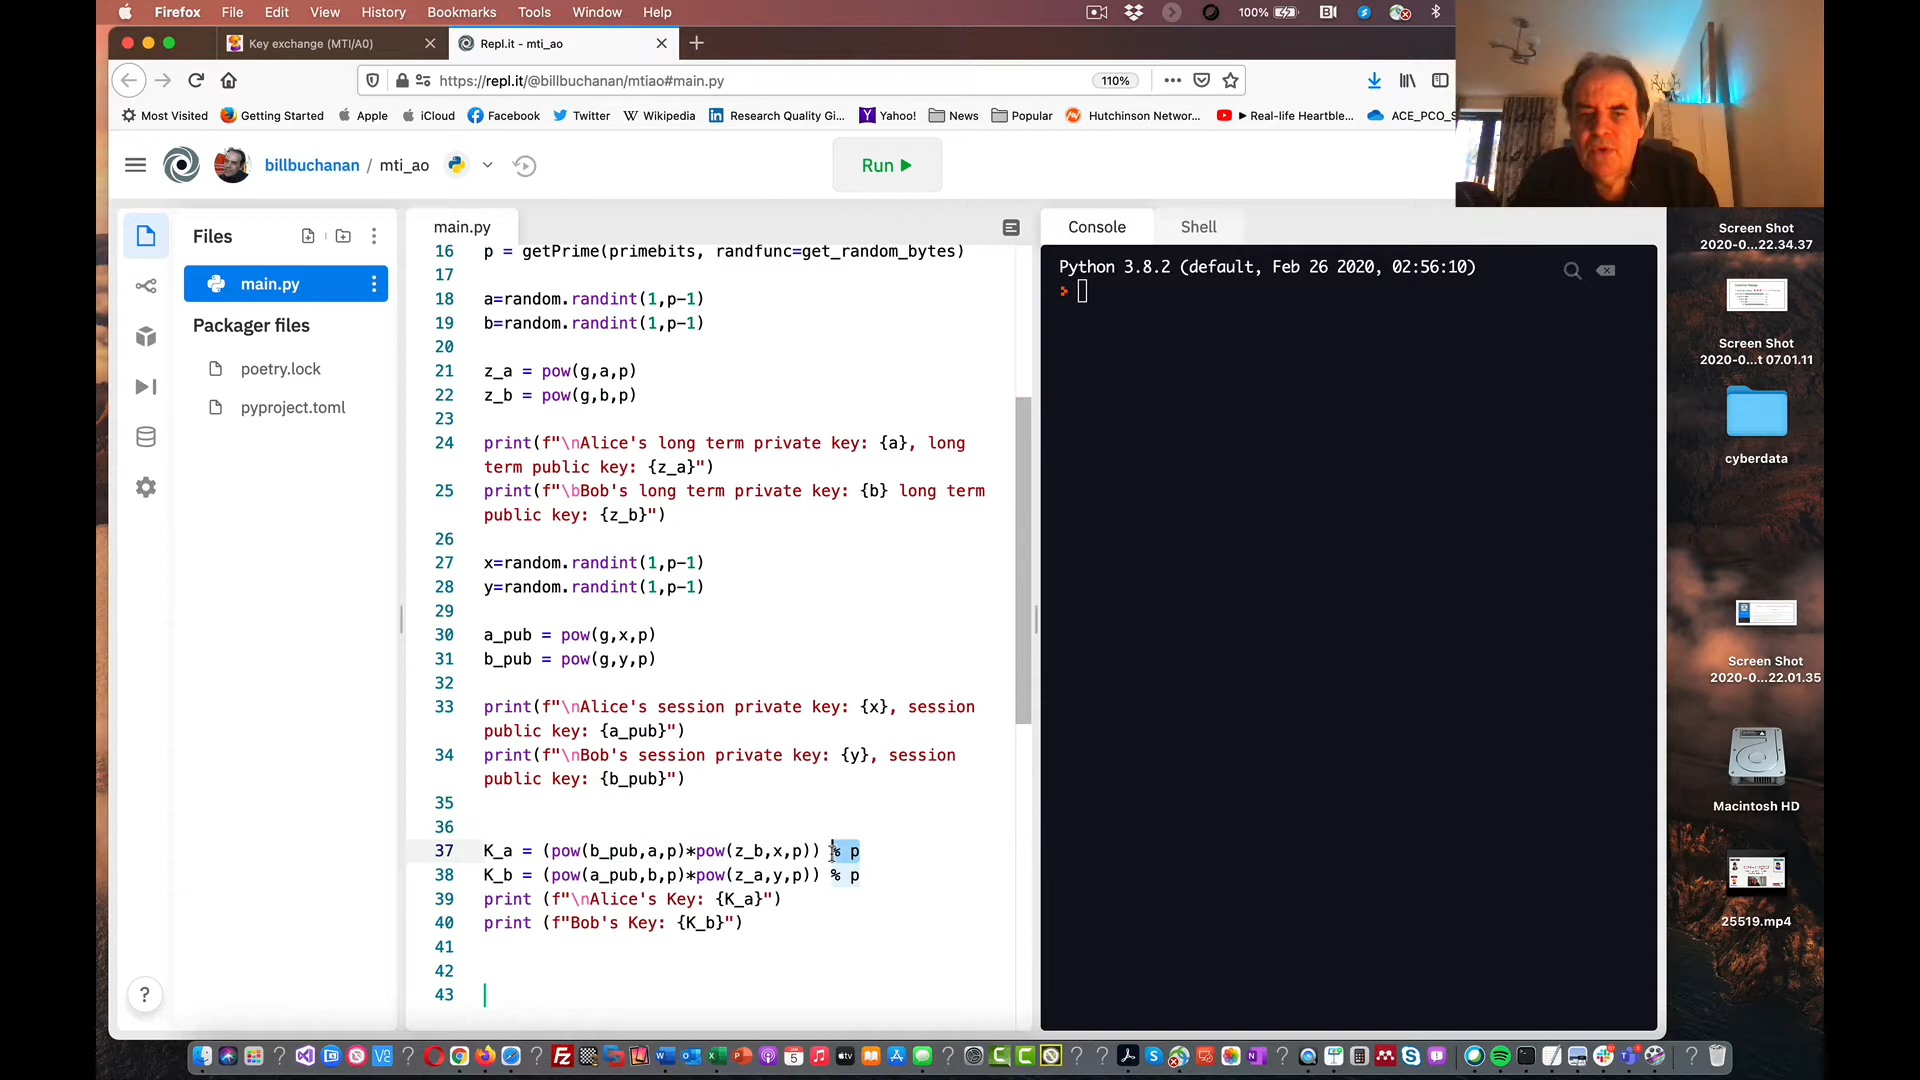 Firefox File Edit View History Bookmarks Tools Window Help
100%
Key exchange (MTI/A0)
Repl.it - mti_ao
https://repl.it/@billbuchanan/mtiao#main.py
110%
Most Visited Getting Started Apple iCloud Facebook Twitter Wikipedia Research Quality Gi... Yahoo! News Popular Hutchinson Networ... Real-life Heartble... ACE_PCO_S
billbuchanan / mti_ao
Run
Files
main.py
Packager files
poetry.lock
pyproject.toml
main.py
16 p = getPrime(primebits, randfunc=get_random_bytes)
17
18 a=random.randint(1,p-1)
19 b=random.randint(1,p-1)
20
21 z_a = pow(g,a,p)
22 z_b = pow(g,b,p)
23
24 print(f"\nAlice's long term private key: {a}, long
term public key: {z_a}")
25 print(f"\bBob's long term private key: {b} long term
public key: {z_b}")
26
27 x=random.randint(1,p-1)
28 y=random.randint(1,p-1)
29
30 a_pub = pow(g,x,p)
31 b_pub = pow(g,y,p)
32
33 print(f"\nAlice's session private key: {x}, session
public key: {a_pub}")
34 print(f"\nBob's session private key: {y}, session
public key: {b_pub}")
35
36
37 K_a = (pow(b_pub,a,p)*pow(z_b,x,p)) % p
38 K_b = (pow(a_pub,b,p)*pow(z_a,y,p)) % p
39 print (f"\nAlice's Key: {K_a}")
40 print (f"Bob's Key: {K_b}")
41
42
43
?
Console Shell
Python 3.8.2 (default, Feb 26 2020, 02:56:10)
Screen Shot
2020-0...22.34.37
Screen Shot
2020-0...t 07.01.11
cyberdata
Screen Shot
2020-0...22.01.35
Macintosh HD
25519.mp4